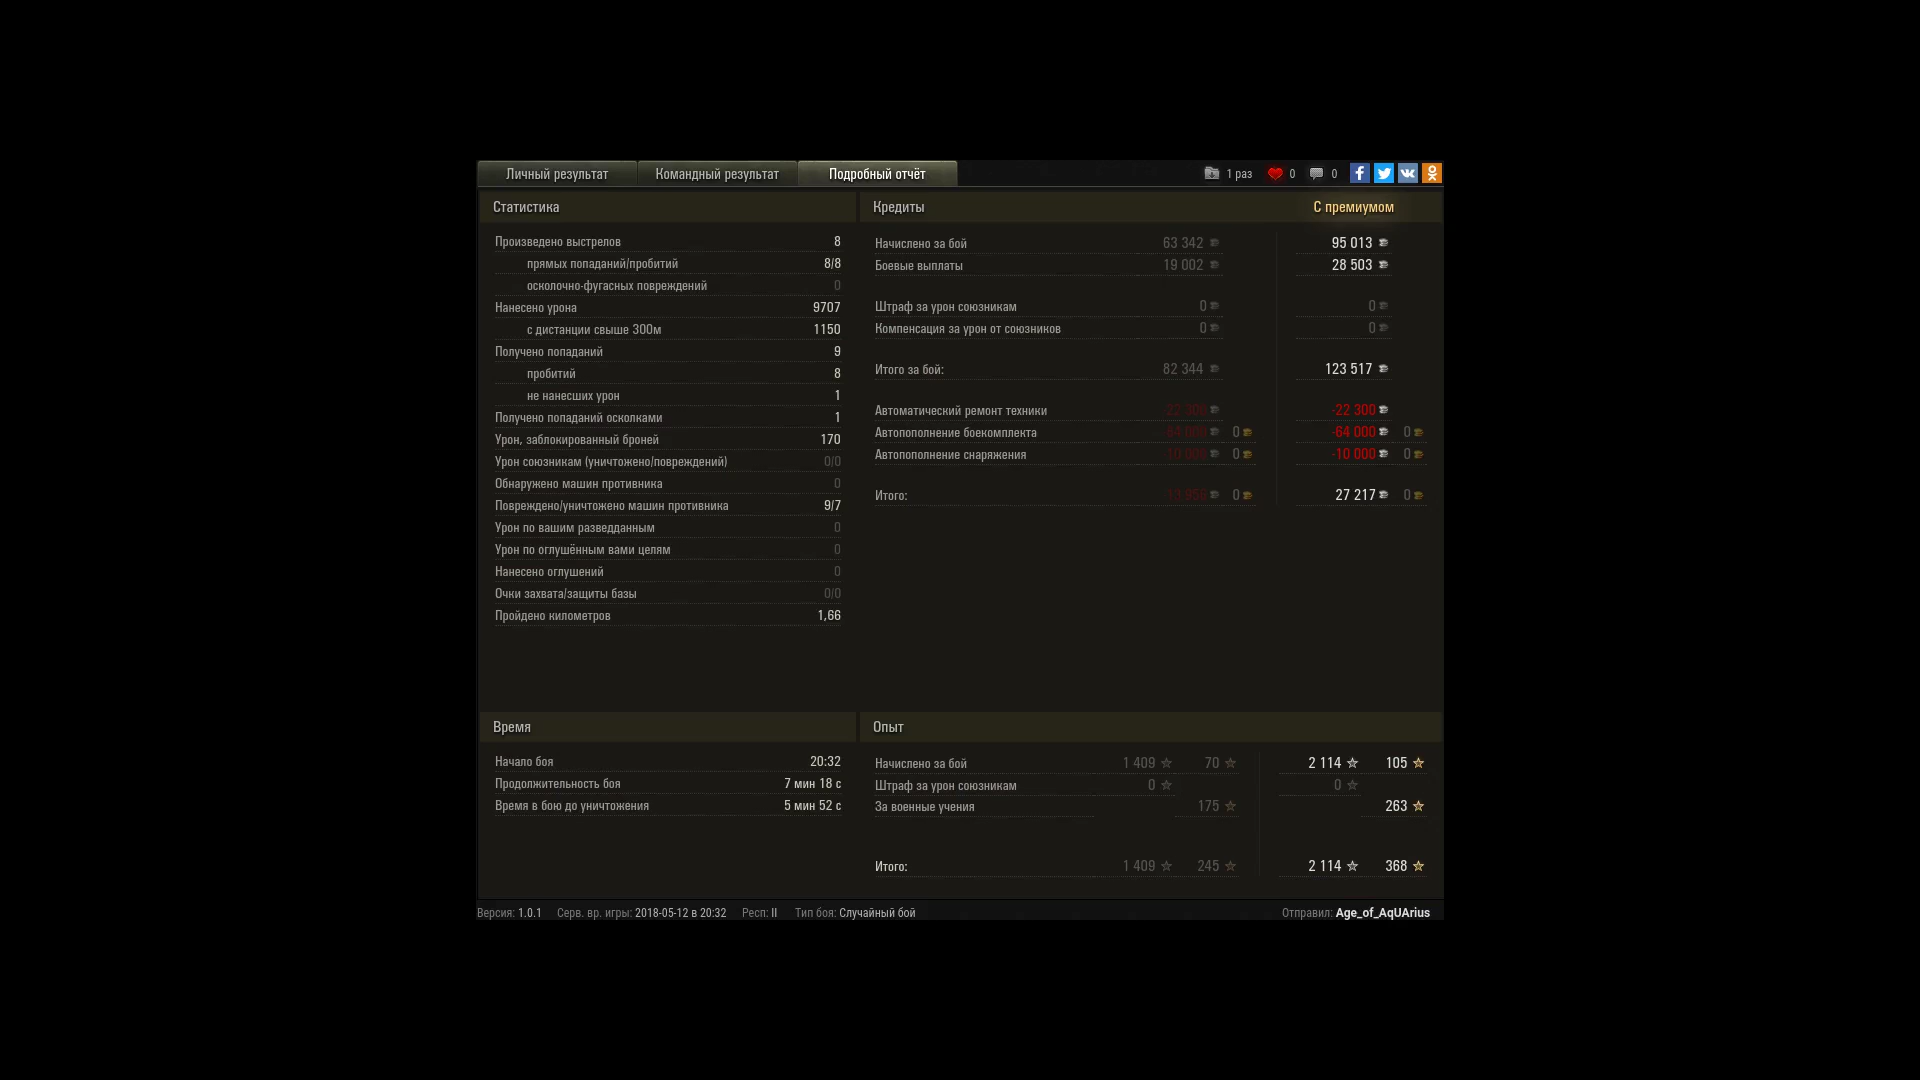 Личный результат Командный результат Подробный отчёт 1 раз 0 0
Статистика
Произведено выстрелов 8
прямых попаданий/пробитий 8/8
осколочно-фугасных повреждений 0
Нанесено урона 9707
с дистанции свыше 300м 1150
Получено попаданий 9
пробитий 8
не нанесших урон 1
Получено попаданий осколками 1
Урон, заблокированный броней 170
Урон союзникам (уничтожено/повреждений) 0/0
Обнаружено машин противника 0
Повреждено/уничтожено машин противника 9/7
Урон по вашим разведданным 0
Урон по оглушённым вами целям 0
Нанесено оглушений 0
Очки захвата/защиты базы 0/0
Пройдено километров 1,66
Кредиты С премиумом
Начислено за бой 63 342 95 013
Боевые выплаты 19 002 28 503
Штраф за урон союзникам 0 0
Компенсация за урон от союзников 0 0
Итого за бой: 82 344 123 517
Автоматический ремонт техники -22 300 -22 300
Автопополнение боекомплекта -64 000 0 -64 000 0
Автопополнение снаряжения -10 000 0 -10 000 0
Итого: 0 27 217 0
Время
Начало боя 20:32
Продолжительность боя 7 мин 18 с
Время в бою до уничтожения 5 мин 52 с
Опыт
Начислено за бой 1 409 70 2 114 105
Штраф за урон союзникам 0 0
За военные учения 175 263
Итого: 1 409 245 2 114 368
Версия: 1.0.1 Серв. вр. игры: 2018-05-12 в 20:32 Респ: II Тип боя: Случайный бой Отправил: Age_of_AqUArius